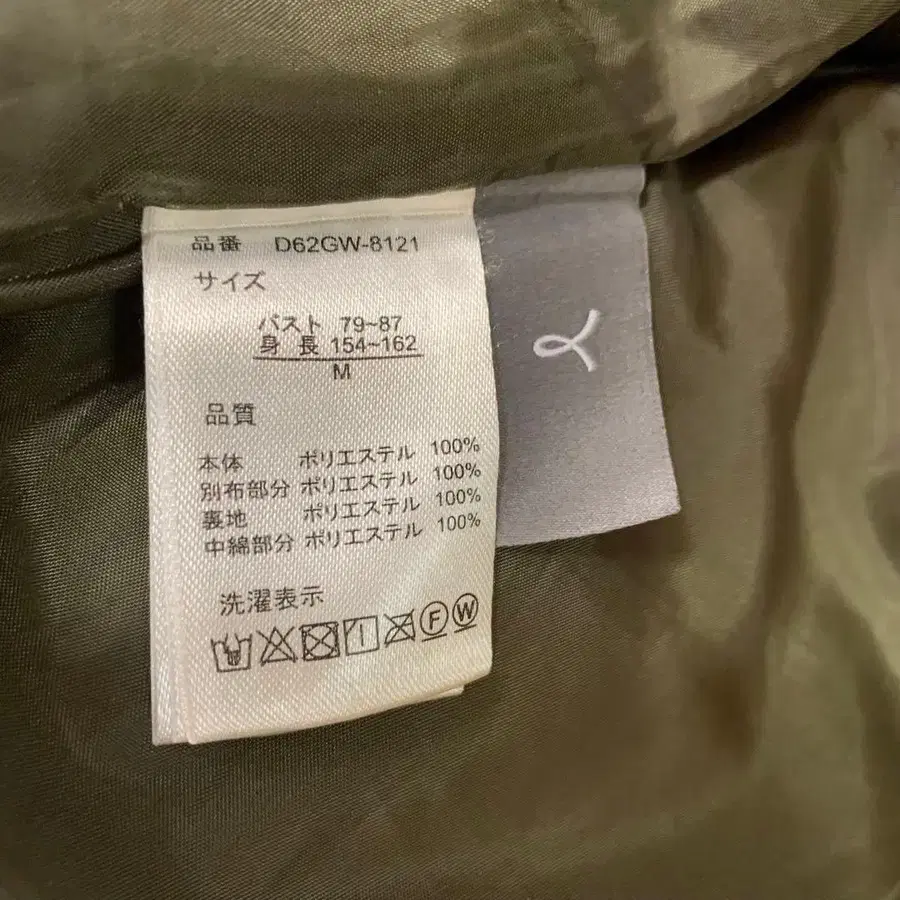 品番 D62GW-8121
サイズ
バスト 79~87
身長 154~162
M
品質
本体 ポリエステル 100%
別布部分 ポリエステル 100%
裏地 ポリエステル 100%
中綿部分 ポリエステル 100%
洗濯表示
F W